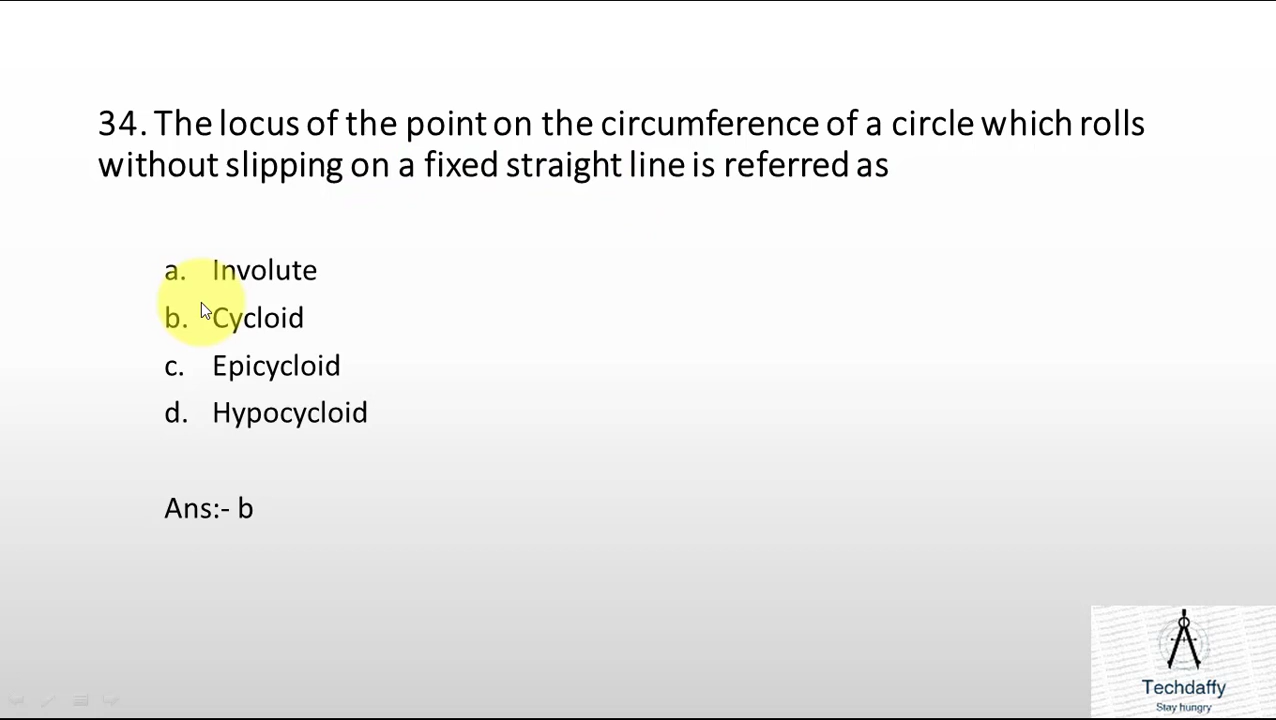 34. The locus of the point on the circumference of a circle which rolls
without slipping on a fixed straight line is referred as
a. Involute
b. Cycloid
c. Epicycloid
d. Hypocycloid
Ans:- b
Techdaffy
Stay hungry